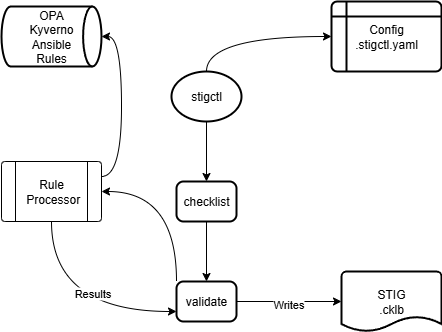 OPA
Kyverno
Ansible
Rules
Config
.stigctl.yaml
stigctl
checklist
Rule
Processor
Results
validate
Writes
STIG
.cklb